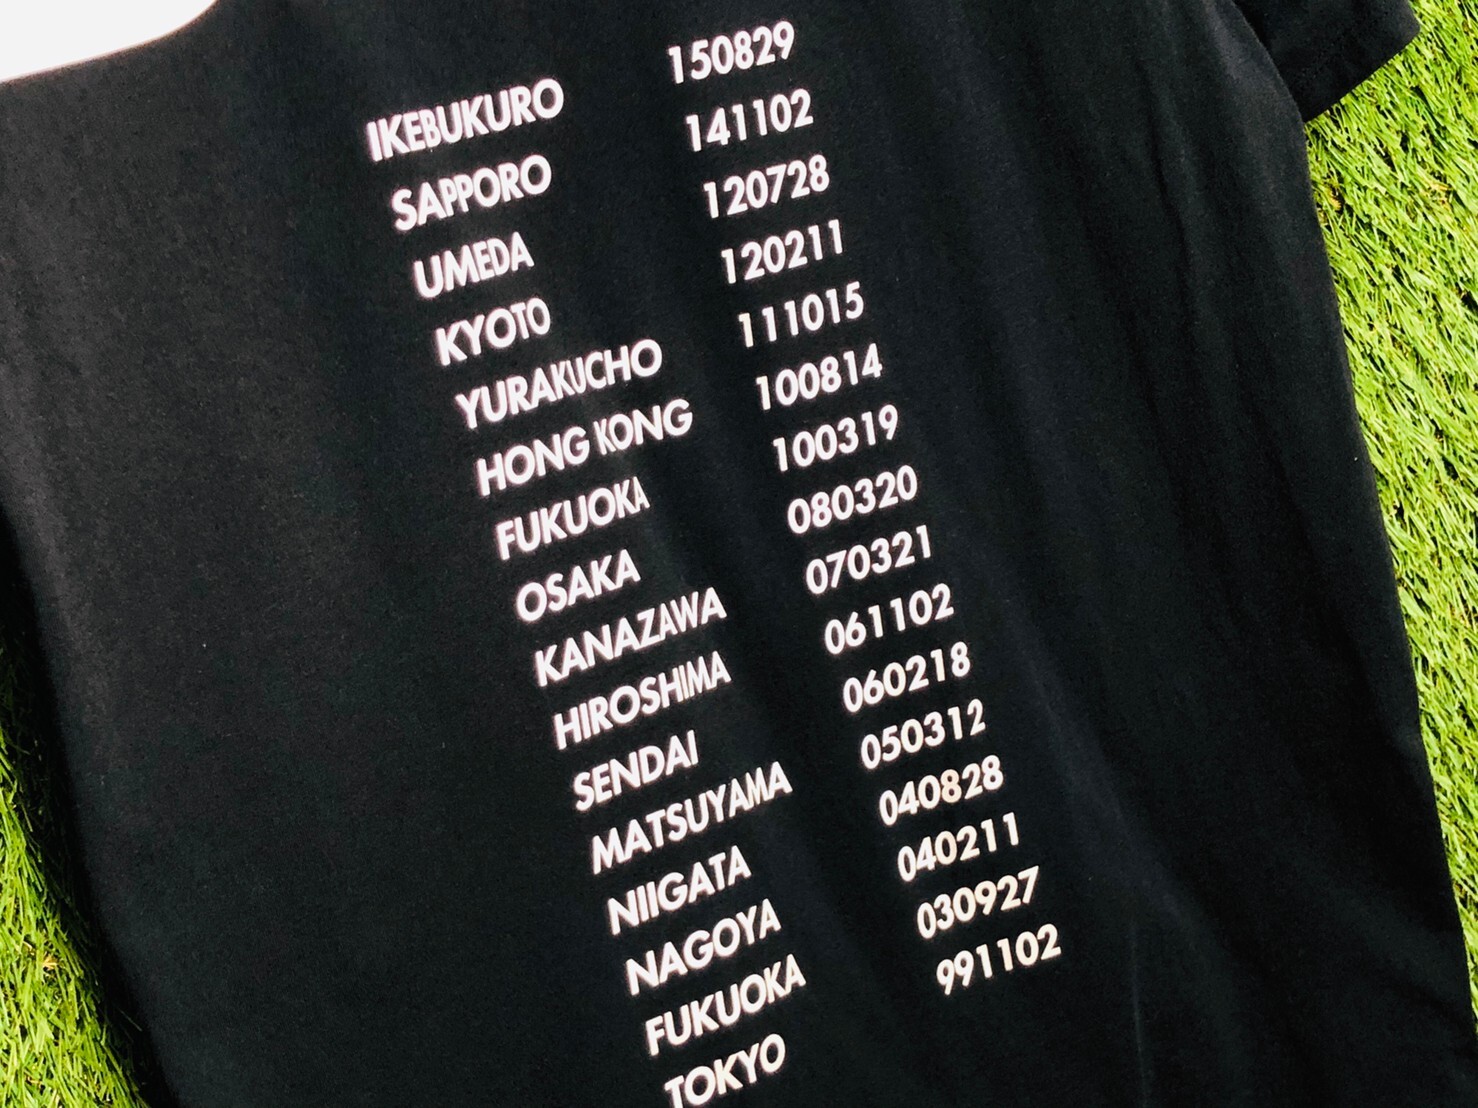 IKEBUKURO 150829
SAPPORO 141102
UMEDA 120728
KYOTO 120211
YURAKUCHO 111015
HONG KONG 100814
FUKUOKA 100319
OSAKA 080320
KANAZAWA 070321
HIROSHIMA 061102
SENDAI 060218
MATSUYAMA 050312
NIIGATA 040828
NAGOYA 040211
FUKUOKA 030927
TOKYO 991102